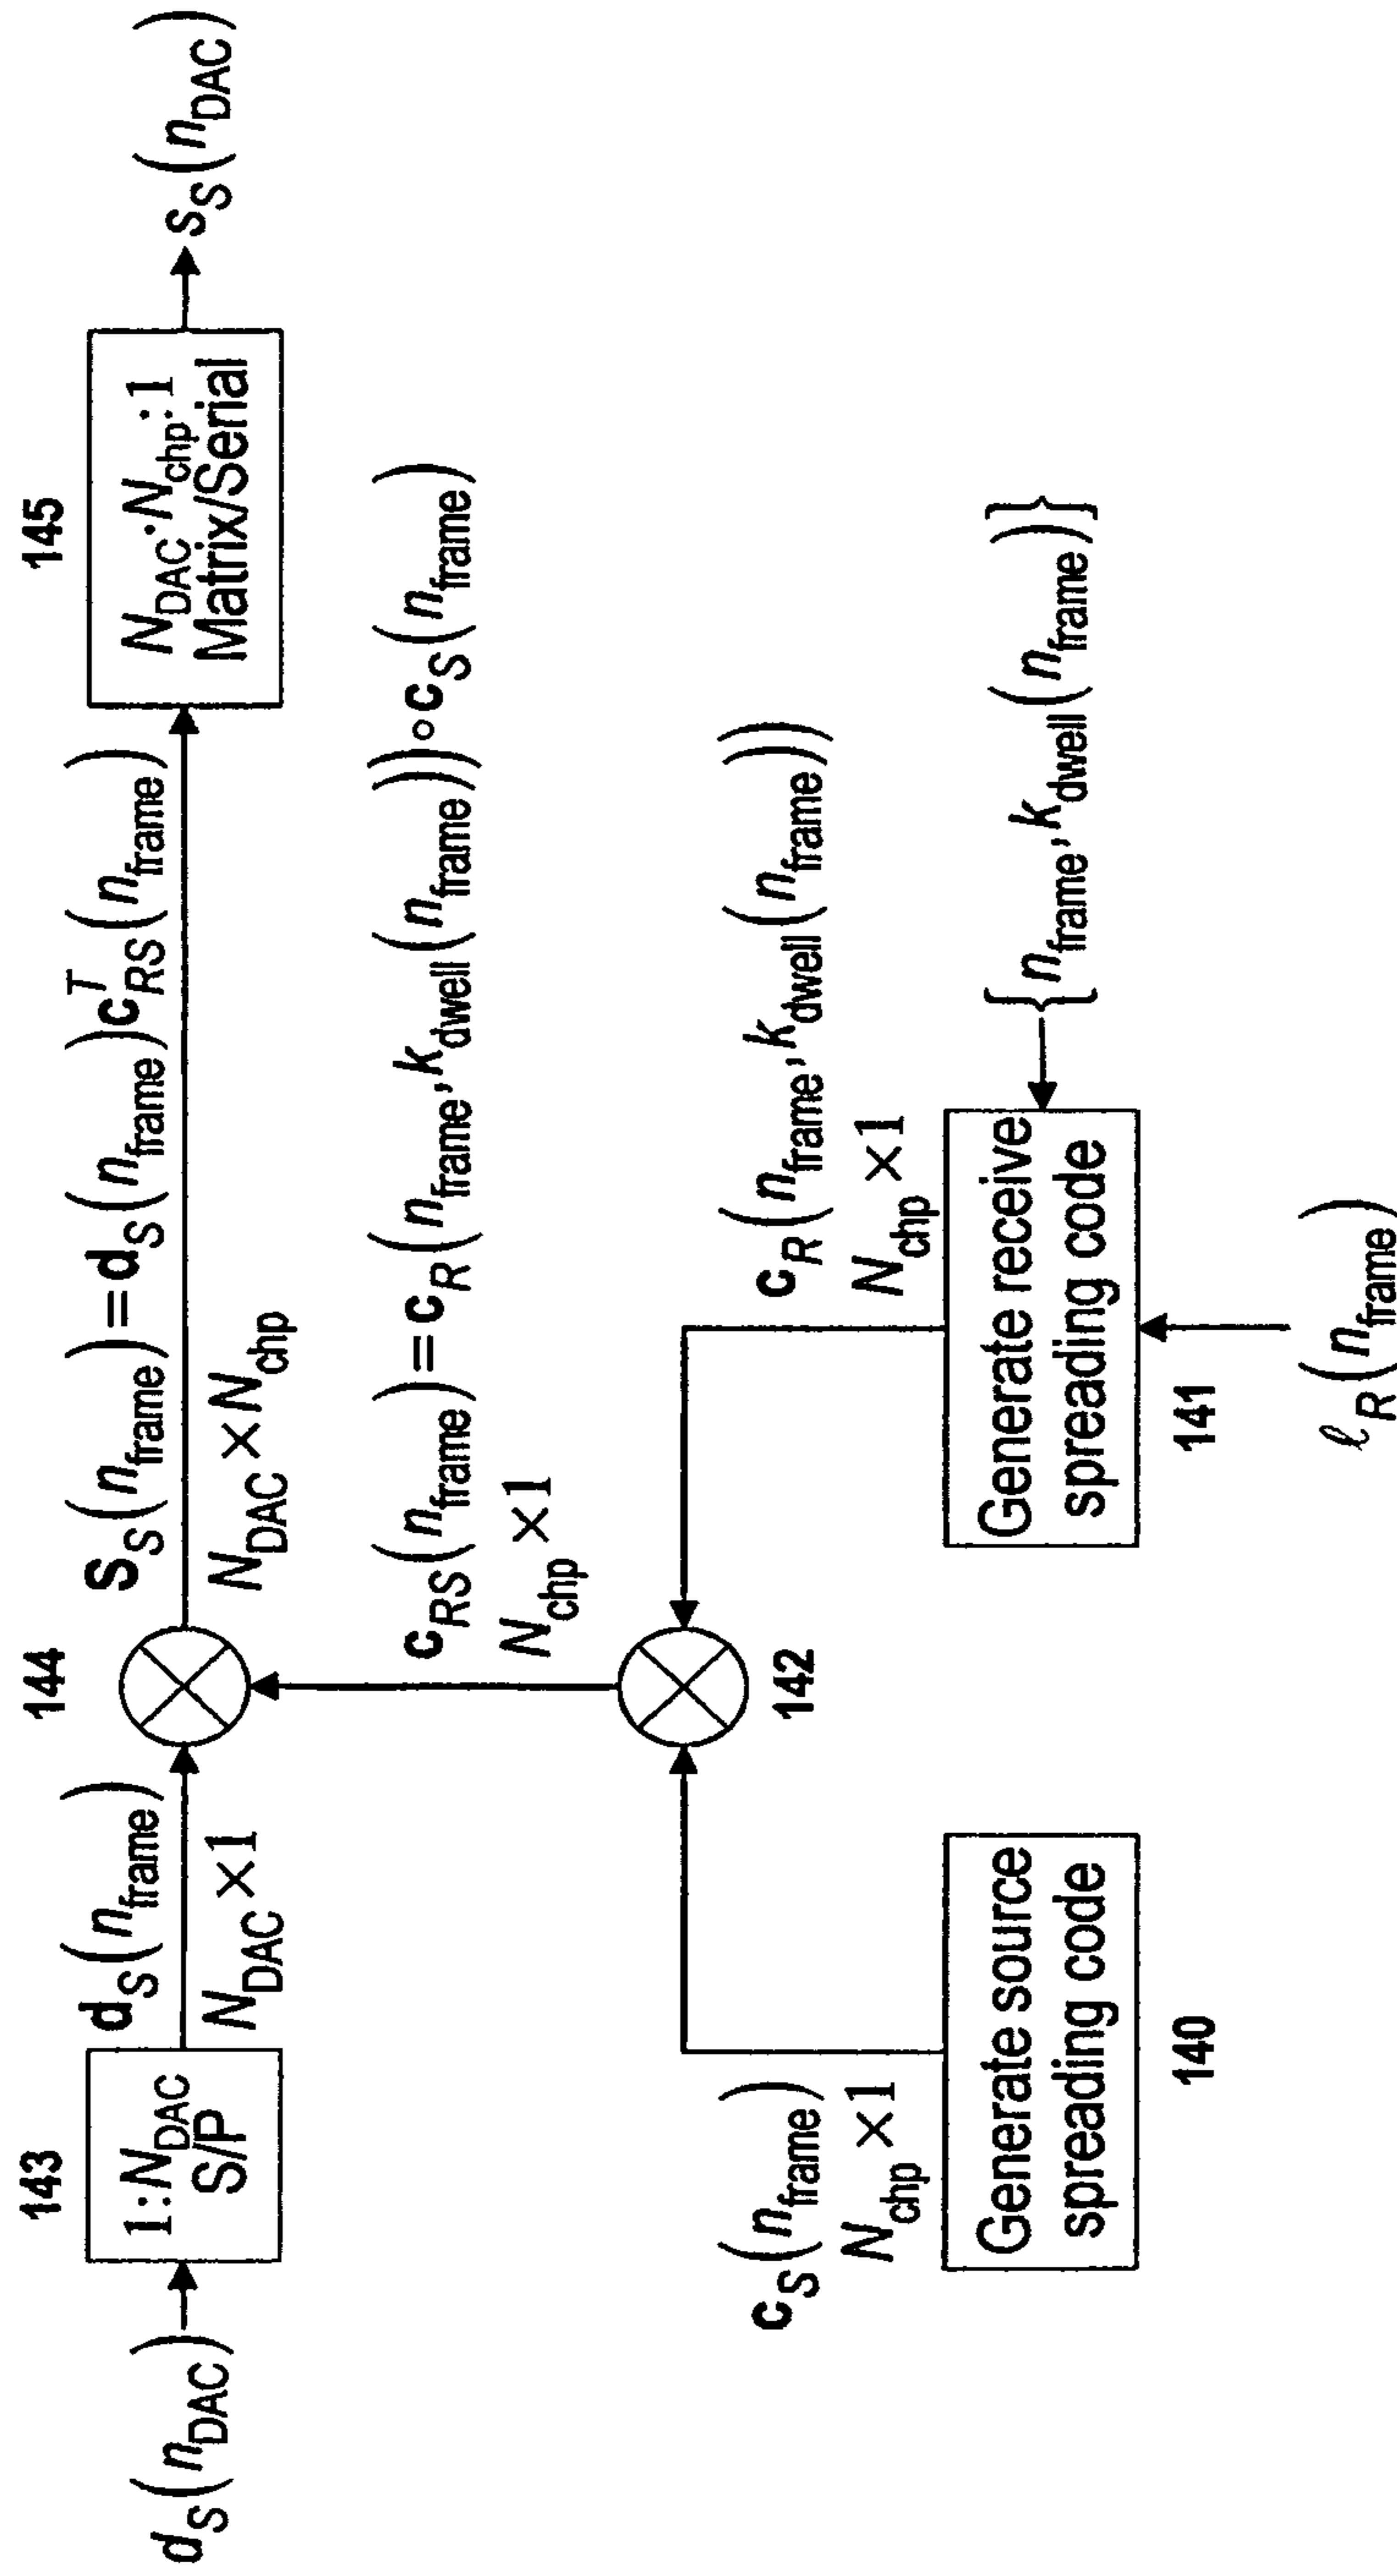 143
144
145
d_S(n_DAC)
1:N_DAC
S/P
𝐝_S(n_frame)
N_DAC×1
𝐒_S(n_frame)=𝐝_S(n_frame)𝐜^T_RS(n_frame)
N_DAC×N_chp
N_DAC·N_chp:1
Matrix/Serial
𝐬_S(n_DAC)
𝐜_RS(n_frame)=𝐜_R(n_frame,k_dwell(n_frame))∘𝐜_S(n_frame)
N_chp×1
142
𝐜_S(n_frame)
N_chp×1
𝐜_R(n_frame,k_dwell(n_frame))
N_chp×1
Generate source
spreading code
140
Generate receive
spreading code
141
{n_frame,k_dwell(n_frame)}
ℓ_R(n_frame)